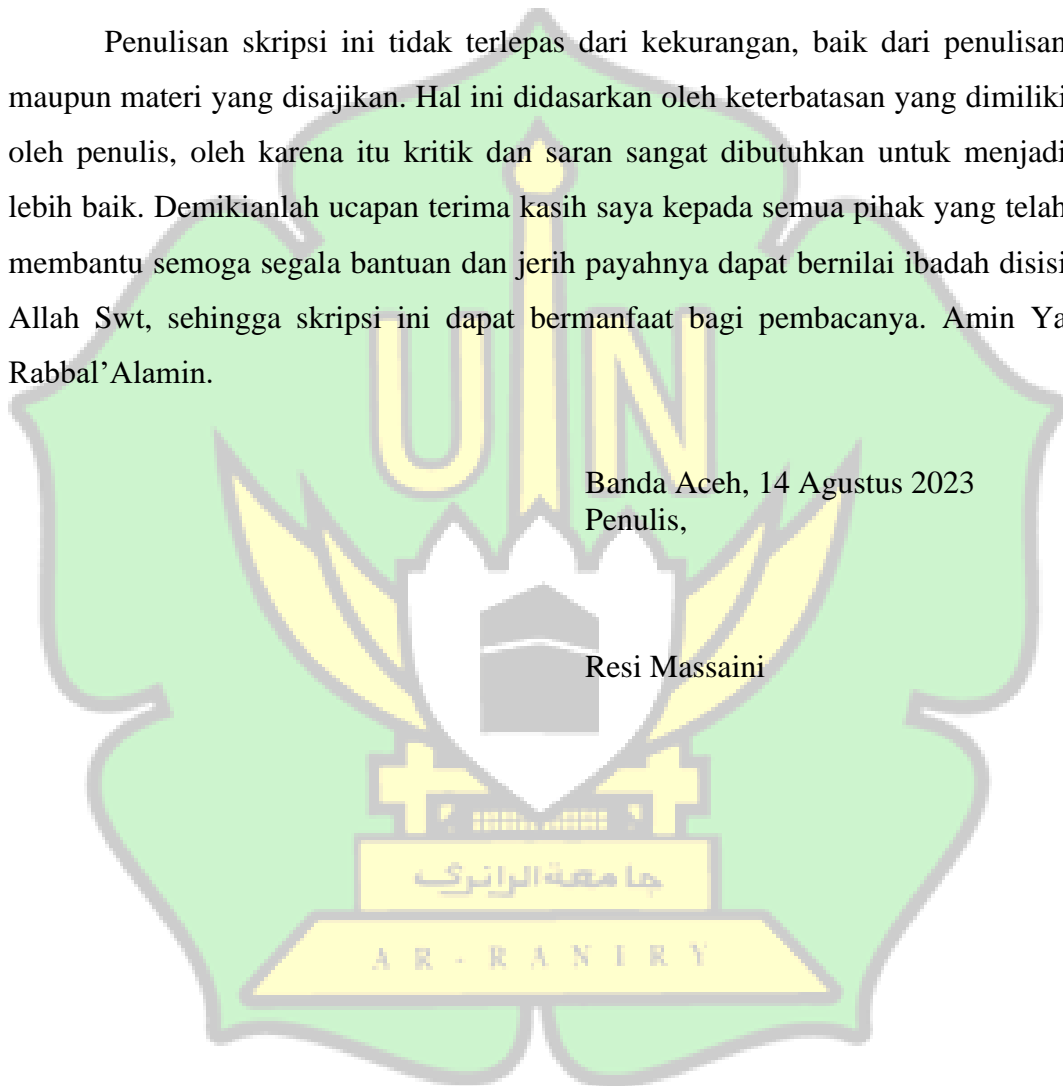 Penulisan skripsi ini tidak terlepas dari kekurangan, baik dari penulisan
maupun materi yang disajikan. Hal ini didasarkan oleh keterbatasan yang dimiliki
oleh penulis, oleh karena itu kritik dan saran sangat dibutuhkan untuk menjadi
lebih baik. Demikianlah ucapan terima kasih saya kepada semua pihak yang telah
membantu semoga segala bantuan dan jerih payahnya dapat bernilai ibadah disisi
Allah Swt, sehingga skripsi ini dapat bermanfaat bagi pembacanya. Amin Ya
Rabbal’Alamin.
UIN
Banda Aceh, 14 Agustus 2023
Penulis,
Resi Massaini
جامعة الرانري
AR-RANIRY